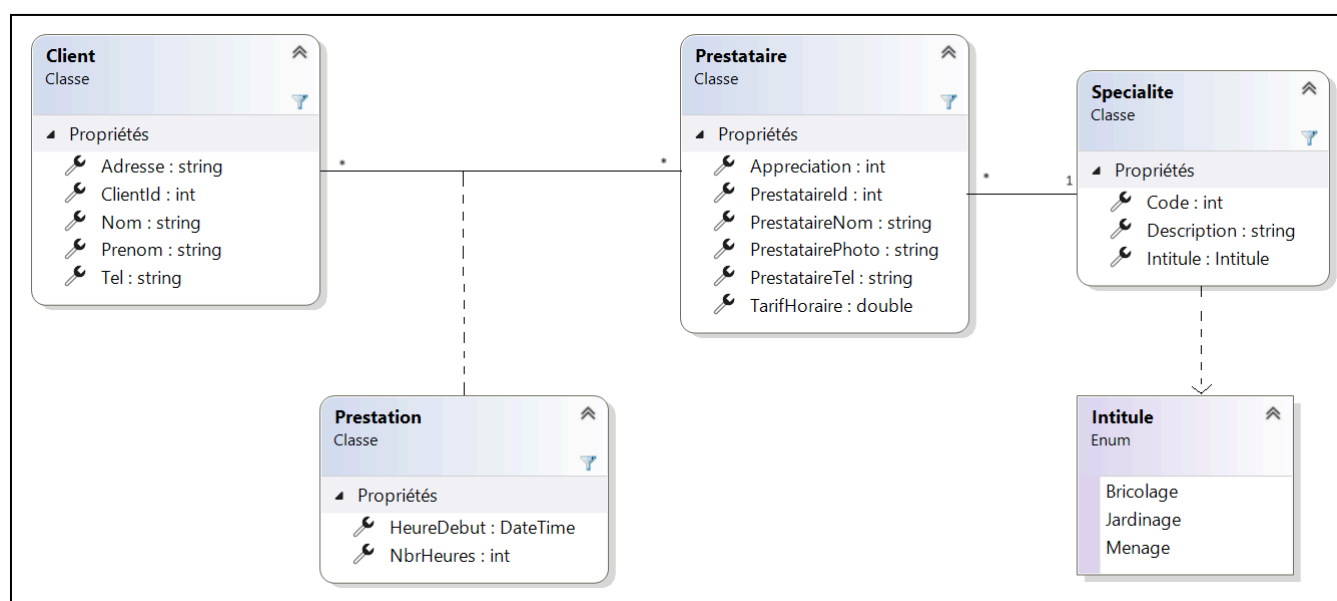 Client
Classe
Propriétés
Adresse : string
ClientId : int
Nom : string
Prenom : string
Tel : string
*
*
Prestataire
Classe
Propriétés
Appreciation : int
PrestataireId : int
PrestataireNom : string
PrestatairePhoto : string
PrestataireTel : string
TarifHoraire : double
*
1
Specialite
Classe
Propriétés
Code : int
Description : string
Intitule : Intitule
Prestation
Classe
Propriétés
HeureDebut : DateTime
NbrHeures : int
Intitule
Enum
Bricolage
Jardinage
Menage